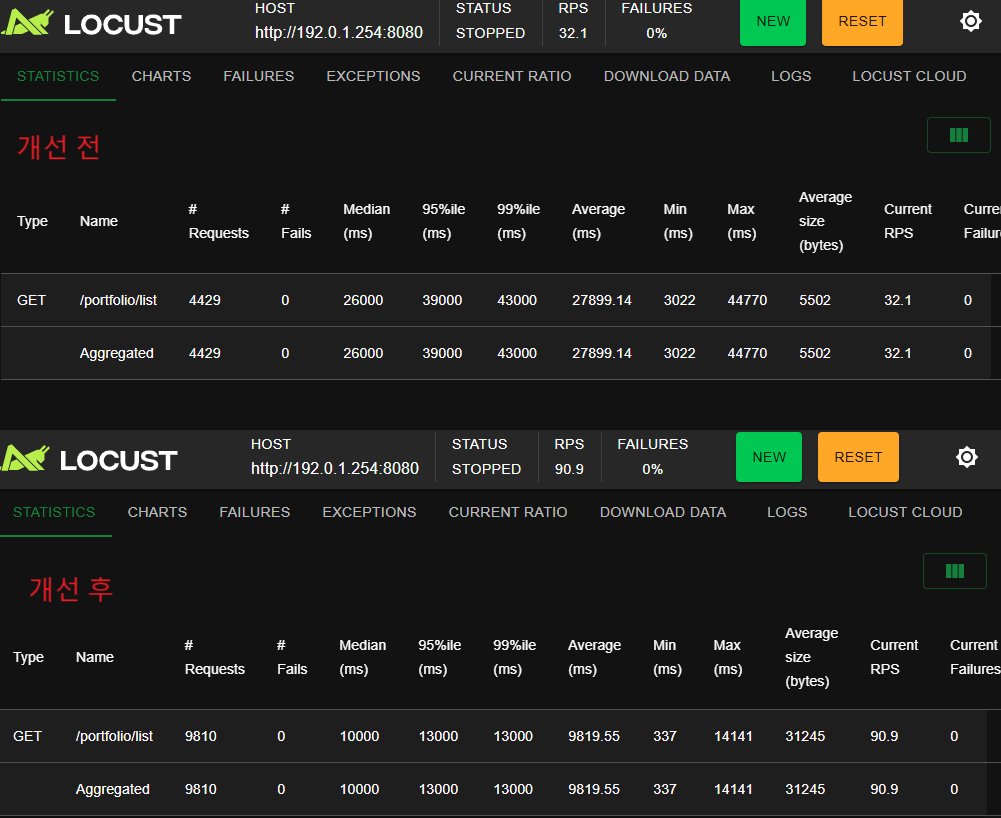 LOCUST
HOST
http://192.0.1.254:8080
STATUS
STOPPED
RPS
32.1
FAILURES
0%
NEW
RESET
STATISTICS CHARTS FAILURES EXCEPTIONS CURRENT RATIO DOWNLOAD DATA LOGS LOCUST CLOUD
개선 전
Type Name # Requests # Fails Median (ms) 95%ile (ms) 99%ile (ms) Average (ms) Min (ms) Max (ms) Average size (bytes) Current RPS
GET /portfolio/list 4429 0 26000 39000 43000 27899.14 3022 44770 5502 32.1 0
Aggregated 4429 0 26000 39000 43000 27899.14 3022 44770 5502 32.1 0
LOCUST
HOST
http://192.0.1.254:8080
STATUS
STOPPED
RPS
90.9
FAILURES
0%
NEW
RESET
STATISTICS CHARTS FAILURES EXCEPTIONS CURRENT RATIO DOWNLOAD DATA LOGS LOCUST CLOUD
개선 후
Type Name # Requests # Fails Median (ms) 95%ile (ms) 99%ile (ms) Average (ms) Min (ms) Max (ms) Average size (bytes) Current RPS Current Failures
GET /portfolio/list 9810 0 10000 13000 13000 9819.55 337 14141 31245 90.9 0
Aggregated 9810 0 10000 13000 13000 9819.55 337 14141 31245 90.9 0